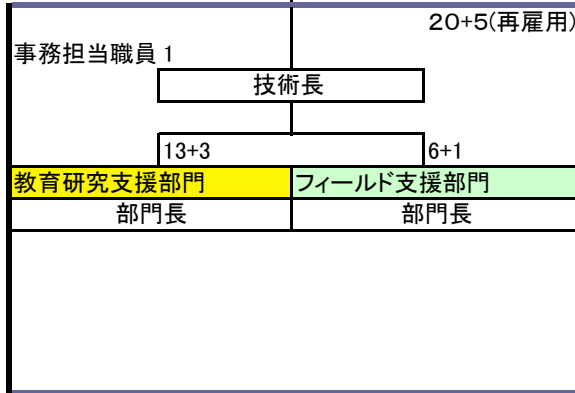 20+5(再雇用)
事務担当職員 1
技術長
13+3 6+1
教育研究支援部門 フィールド支援部門
部門長 部門長